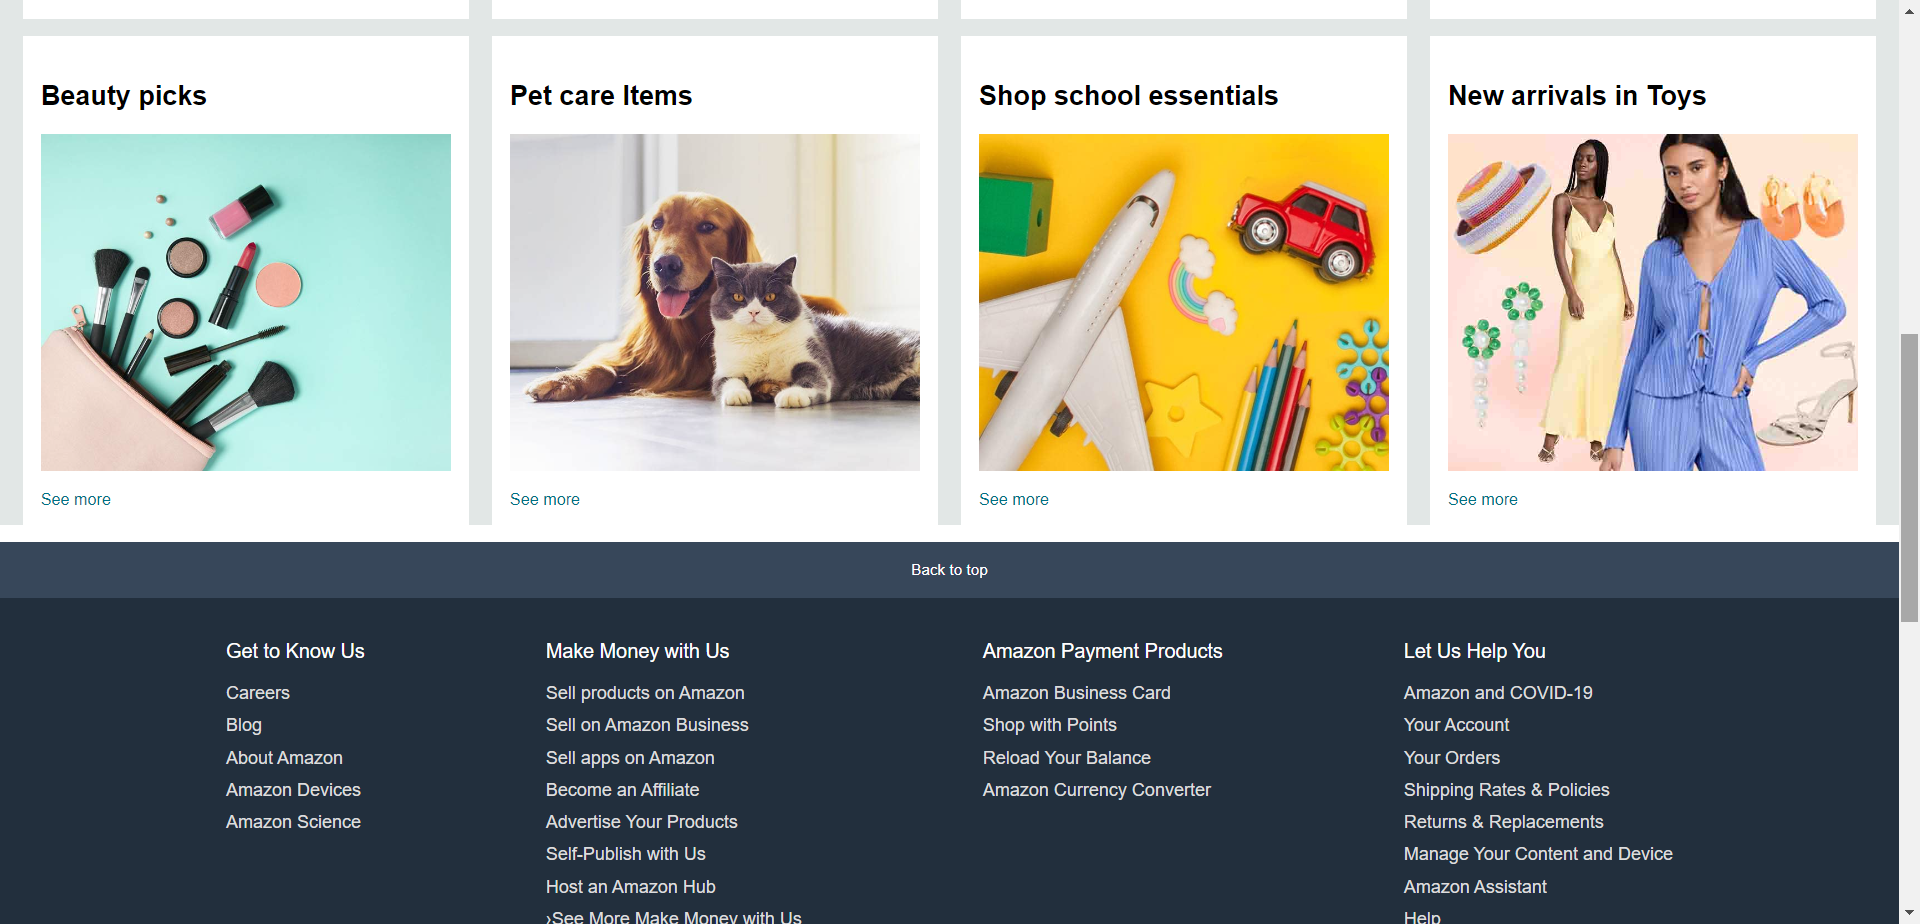 Beauty picks
Pet care Items
Shop school essentials
New arrivals in Toys
See more
See more
See more
See more
Back to top
Get to Know Us
Careers
Blog
About Amazon
Amazon Devices
Amazon Science
Make Money with Us
Sell products on Amazon
Sell on Amazon Business
Sell apps on Amazon
Become an Affiliate
Advertise Your Products
Self-Publish with Us
Host an Amazon Hub
›See More Make Money with Us
Amazon Payment Products
Amazon Business Card
Shop with Points
Reload Your Balance
Amazon Currency Converter
Let Us Help You
Amazon and COVID-19
Your Account
Your Orders
Shipping Rates & Policies
Returns & Replacements
Manage Your Content and Device
Amazon Assistant
Help